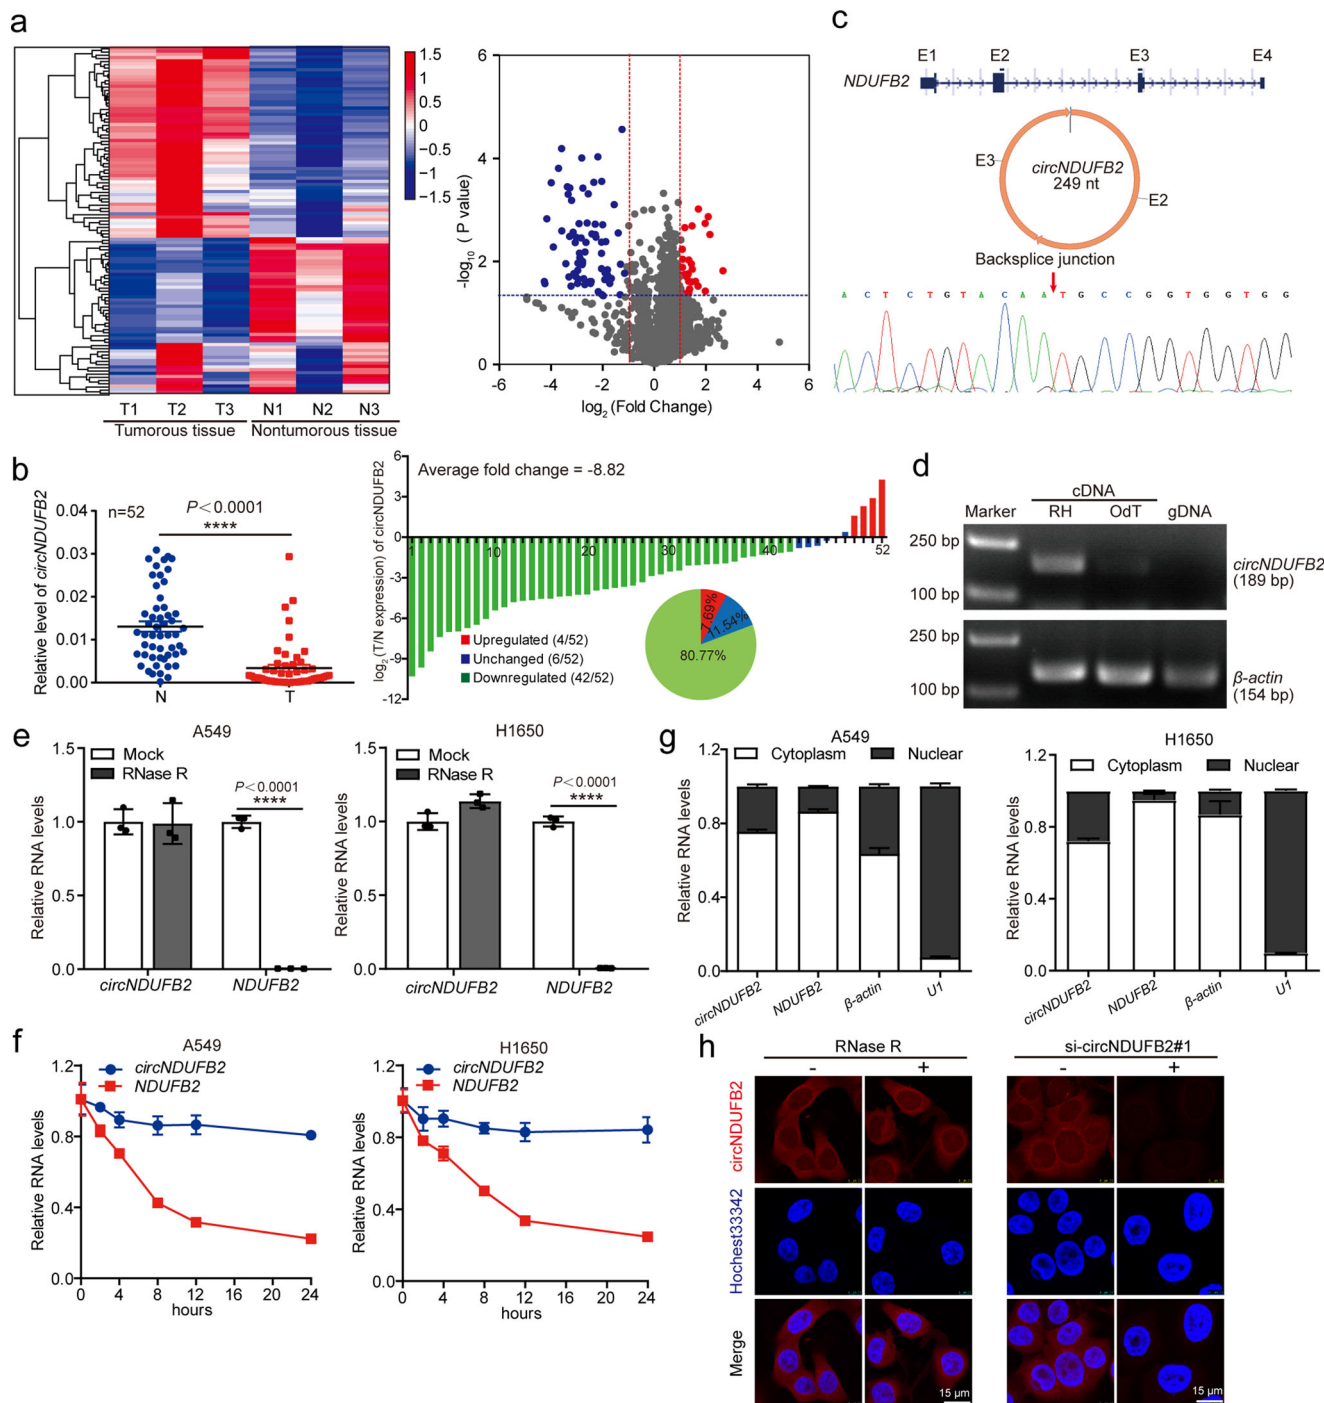 a
1.5
1
0.5
0
−0.5
−1
−1.5
T1 T2 T3 N1 N2 N3
Tumorous tissue Nontumorous tissue
-log10 ( P value)
6
4
2
0
-6 -4 -2 0 2 4 6
log2 (Fold Change)
c
E1 E2 E3 E4
NDUFB2
circNDUFB2
249 nt
E3
E2
Backsplice junction
A C T C T G T A C A A T G C C G G T G G T G G
b
Relative level of circNDUFB2
n=52
P＜0.0001
****
0.04
0.03
0.02
0.01
0.00
N T
log2 (T/N expression) of circNDUFB2
Average fold change = -8.82
6
3
0
-3
-6
-9
-12
1 10 20 30 40 52
Upregulated (4/52)
Unchanged (6/52)
Downregulated (42/52)
7.69%
11.54%
80.77%
d
cDNA
Marker RH OdT gDNA
250 bp
100 bp
circNDUFB2
(189 bp)
250 bp
100 bp
β-actin
(154 bp)
e
A549
Relative RNA levels
Mock
RNase R
P＜0.0001
****
1.5
1.0
0.5
0.0
circNDUFB2 NDUFB2
H1650
Relative RNA levels
Mock
RNase R
P＜0.0001
****
1.5
1.0
0.5
0.0
circNDUFB2 NDUFB2
g
A549
Relative RNA levels
Cytoplasm Nuclear
1.2
0.8
0.4
0.0
circNDUFB2 NDUFB2 β-actin U1
H1650
Relative RNA levels
Cytoplasm Nuclear
1.2
0.8
0.4
0.0
circNDUFB2 NDUFB2 β-actin U1
f
A549
Relative RNA levels
circNDUFB2
NDUFB2
1.2
0.8
0.4
0.0
0 4 8 12 16 20 24
hours
H1650
Relative RNA levels
circNDUFB2
NDUFB2
1.2
0.8
0.4
0.0
0 4 8 12 16 20 24
hours
h
RNase R si-circNDUFB2#1
- + - +
circNDUFB2
Hochest33342
Merge
15 µm 15 µm